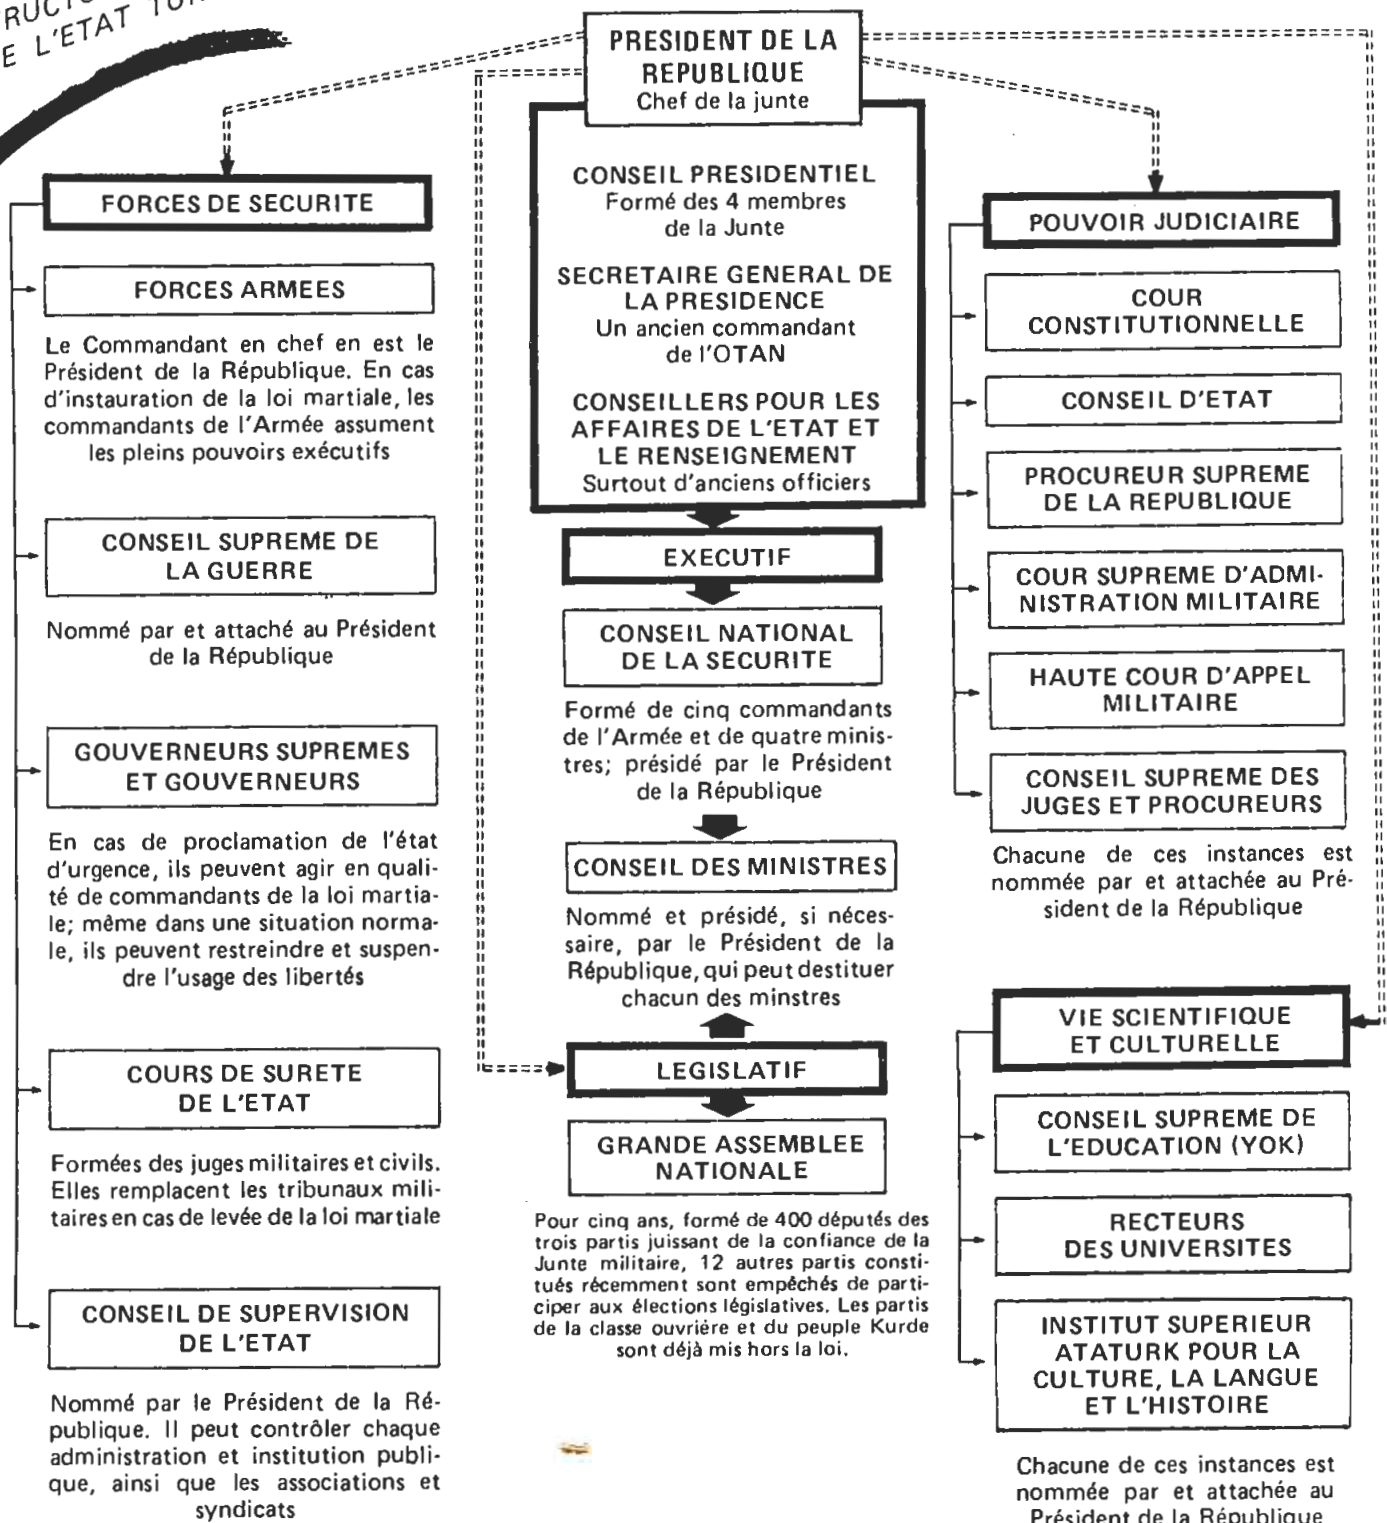 E L'ETAT
PRESIDENT DE LA
REPUBLIQUE
Chef de la junte
CONSEIL PRESIDENTIEL
Formé des 4 membres
de la Junte
SECRETAIRE GENERAL DE
LA PRESIDENCE
Un ancien commandant
de l'OTAN
CONSEILLERS POUR LES
AFFAIRES DE L'ETAT ET
LE RENSEIGNEMENT
Surtout d'anciens officiers
FORCES DE SECURITE
FORCES ARMEES
Le Commandant en chef en est le
Président de la République. En cas
d'instauration de la loi martiale, les
commandants de l'Armée assument
les pleins pouvoirs exécutifs
CONSEIL SUPREME DE
LA GUERRE
Nommé par et attaché au Président
de la République
GOUVERNEURS SUPREMES
ET GOUVERNEURS
En cas de proclamation de l'état
d'urgence, ils peuvent agir en quali-
té de commandants de la loi martia-
le; même dans une situation norma-
le, ils peuvent restreindre et suspen-
dre l'usage des libertés
COURS DE SURETE
DE L'ETAT
Formées des juges militaires et civils.
Elles remplacent les tribunaux mili-
taires en cas de levée de la loi martiale
CONSEIL DE SUPERVISION
DE L'ETAT
Nommé par le Président de la Ré-
publique. Il peut contrôler chaque
administration et institution publi-
que, ainsi que les associations et
syndicats
EXECUTIF
CONSEIL NATIONAL
DE LA SECURITE
Formé de cinq commandants
de l'Armée et de quatre minis-
tres; présidé par le Président
de la République
CONSEIL DES MINISTRES
Nommé et présidé, si néces-
saire, par le Président de la
République, qui peut destituer
chacun des minstres
LEGISLATIF
GRANDE ASSEMBLEE
NATIONALE
Pour cinq ans, formé de 400 députés des
trois partis juissant de la confiance de la
Junte militaire, 12 autres partis consti-
tués récemment sont empêchés de parti-
ciper aux élections législatives. Les partis
de la classe ouvriére et du peuple Kurde
sont déjà mis hors la loi.
POUVOIR JUDICIAIRE
COUR
CONSTITUTIONNELLE
CONSEIL D'ETAT
PROCUREUR SUPREME
DE LA REPUBLIQUE
COUR SUPREME D'ADMI-
NISTRATION MILITAIRE
HAUTE COUR D'APPEL
MILITAIRE
CONSEIL SUPREME DES
JUGES ET PROCUREURS
Chacune de ces instances est
nommée par et attachée au Pré-
sident de la République
VIE SCIENTIFIQUE
ET CULTURELLE
CONSEIL SUPREME DE
L'EDUCATION (YOK)
RECTEURS
DES UNIVERSITES
INSTITUT SUPERIEUR
ATATURK POUR LA
CULTURE, LA LANGUE
ET L'HISTOIRE
Chacune de ces instances est
nommée par et attachée au
Président de la République